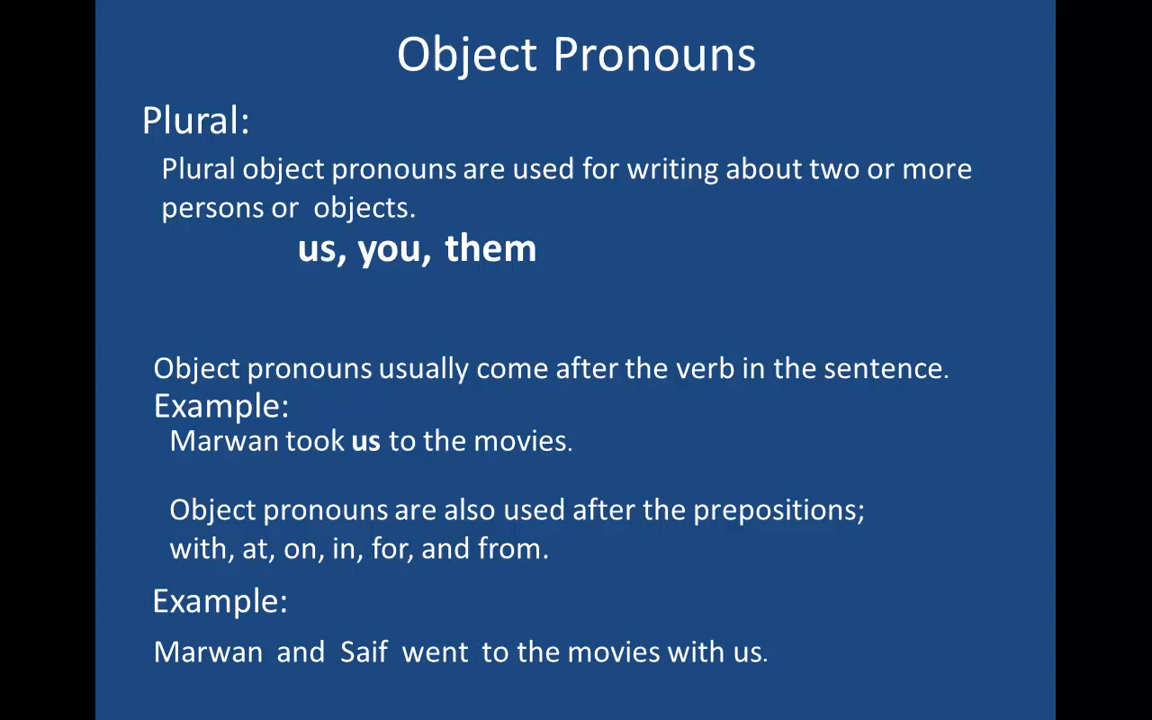 Object Pronouns
Plural:
Plural object pronouns are used for writing about two or more
persons or objects.
us, you, them
Object pronouns usually come after the verb in the sentence.
Example:
Marwan took us to the movies.
Object pronouns are also used after the prepositions;
with, at, on, in, for, and from.
Example:
Marwan and Saif went to the movies with us.